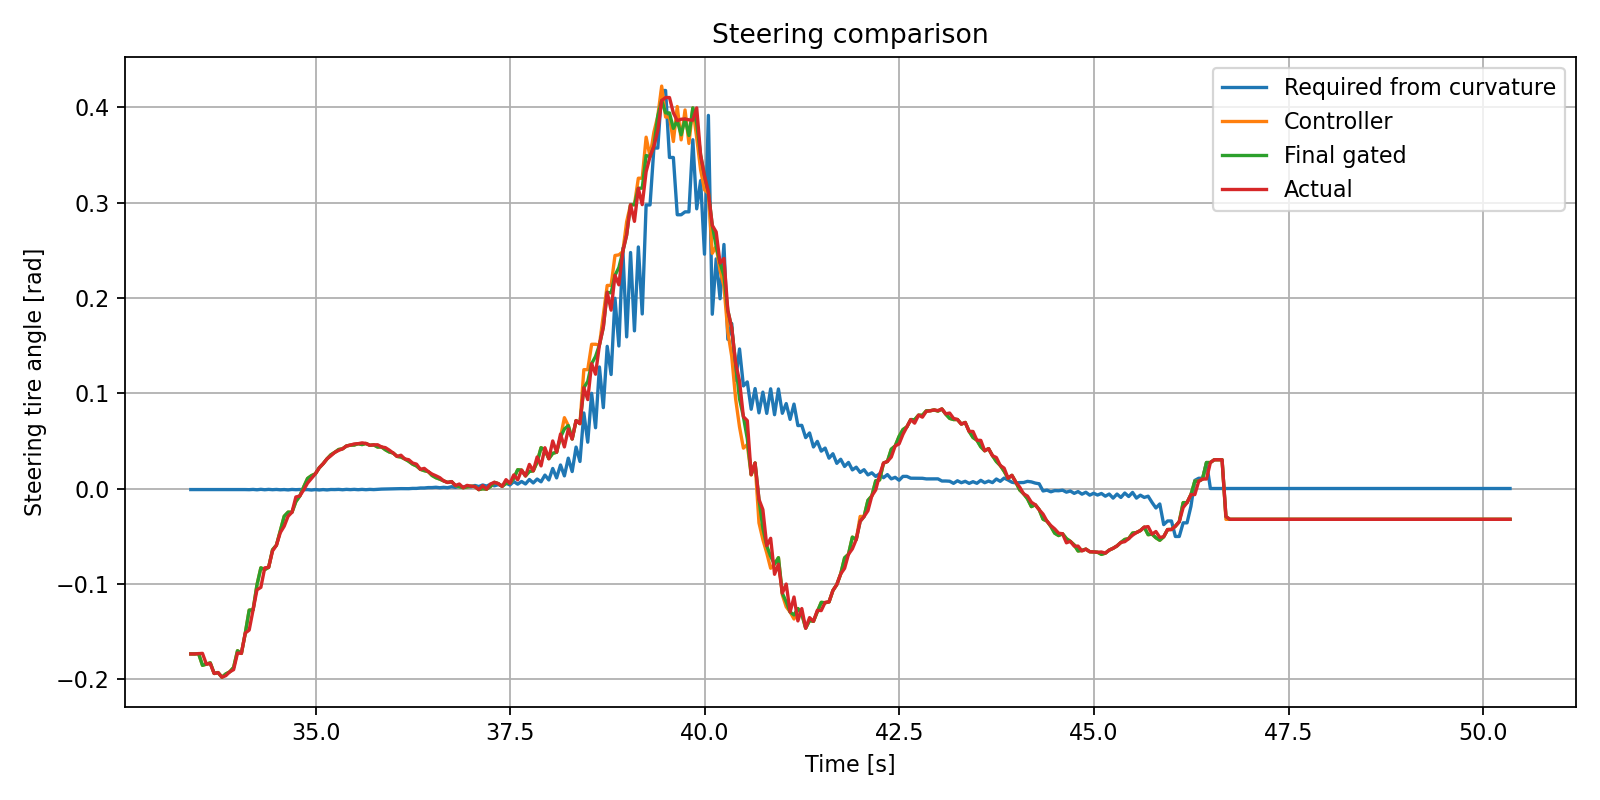 Steering comparison
Required from curvature
Controller
Final gated
Actual
Steering tire angle [rad]
0.4
0.3
0.2
0.1
0.0
−0.1
−0.2
35.0
37.5
40.0
42.5
45.0
47.5
50.0
Time [s]